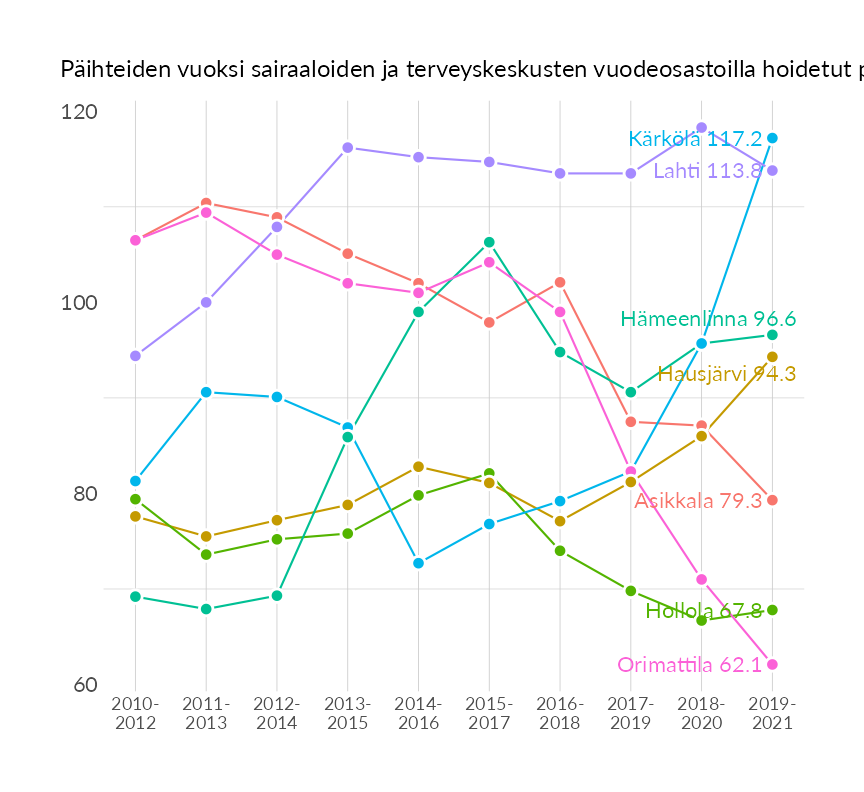 Päihteiden vuoksi sairaaloiden ja terveyskeskusten vuodeosastoilla hoidetut
120
100
80
60
Kärkölä 117.2
Lahti 113.8
Hämeenlinna 96.6
Hausjärvi 94.3
Asikkala 79.3
Hollola 67.8
Orimattila 62.1
2010- 2011- 2012- 2013- 2014- 2015- 2016- 2017- 2018- 2019-
2012 2013 2014 2015 2016 2017 2018 2019 2020 2021